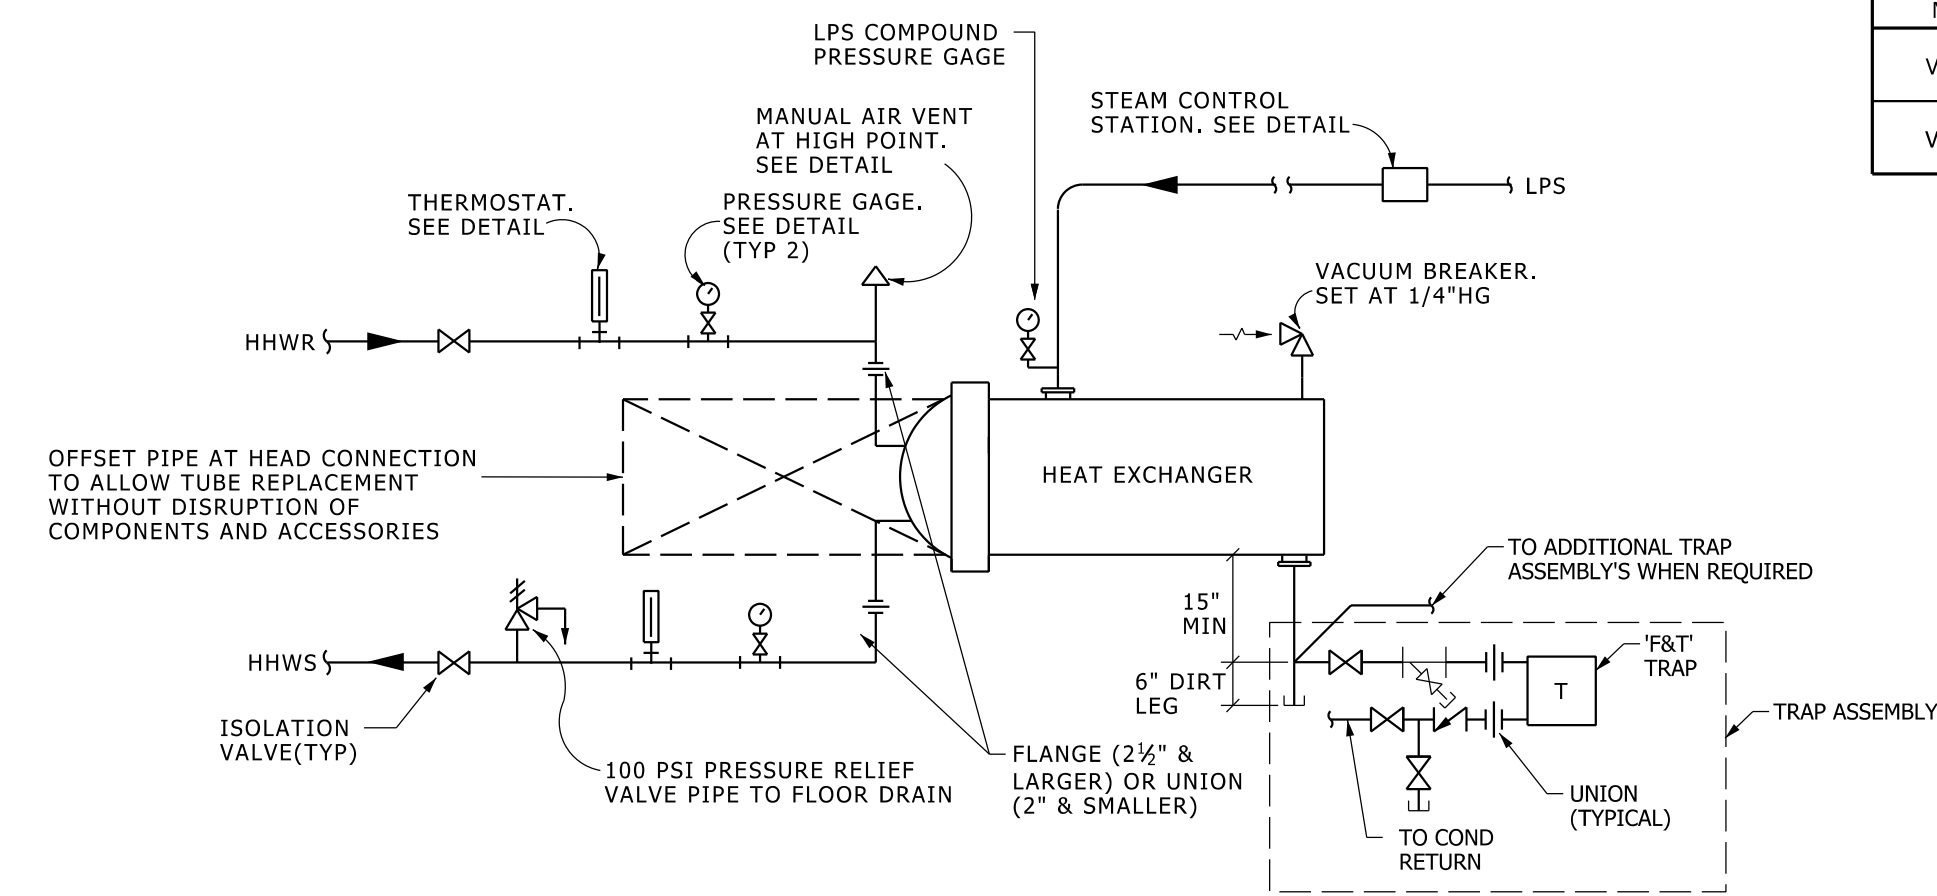 LPS COMPOUND
PRESSURE GAGE
MANUAL AIR VENT
AT HIGH POINT.
SEE DETAIL
STEAM CONTROL
STATION. SEE DETAIL
LPS
THERMOSTAT.
SEE DETAIL
PRESSURE GAGE.
SEE DETAIL
(TYP 2)
VACUUM BREAKER.
SET AT 1/4"HG
HHWR
OFFSET PIPE AT HEAD CONNECTION
TO ALLOW TUBE REPLACEMENT
WITHOUT DISRUPTION OF
COMPONENTS AND ACCESSORIES
HEAT EXCHANGER
TO ADDITIONAL TRAP
ASSEMBLY'S WHEN REQUIRED
15"
MIN
6" DIRT
LEG
'F&T'
TRAP
T
TRAP ASSEMBLY
HHWS
ISOLATION
VALVE(TYP)
100 PSI PRESSURE RELIEF
VALVE PIPE TO FLOOR DRAIN
FLANGE (2½" &
LARGER) OR UNION
(2" & SMALLER)
UNION
(TYPICAL)
TO COND
RETURN